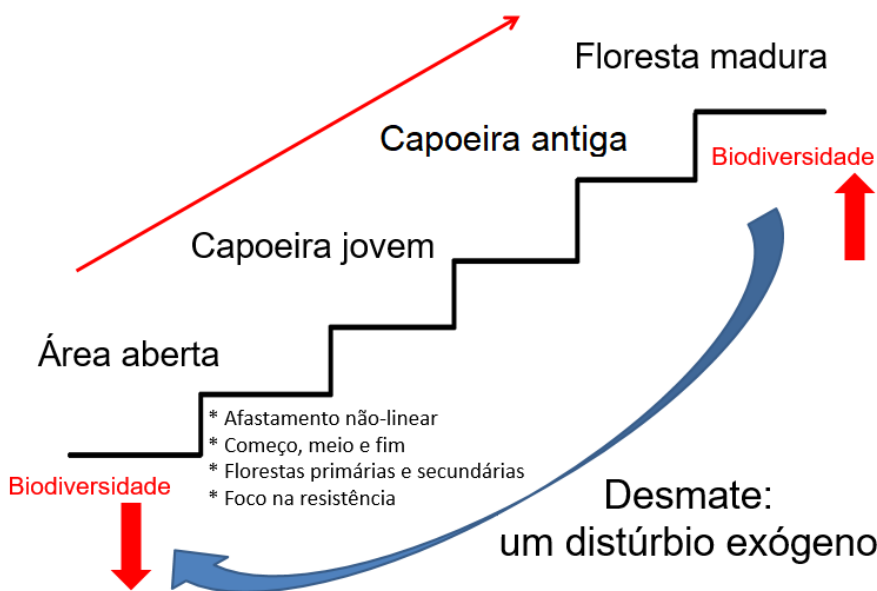 Floresta madura
Capoeira antiga
Biodiversidade
Capoeira jovem
Área aberta
* Afastamento não-linear
* Começo, meio e fim
* Florestas primárias e secundárias
* Foco na resistência
Biodiversidade
Desmate:
um distúrbio exógeno